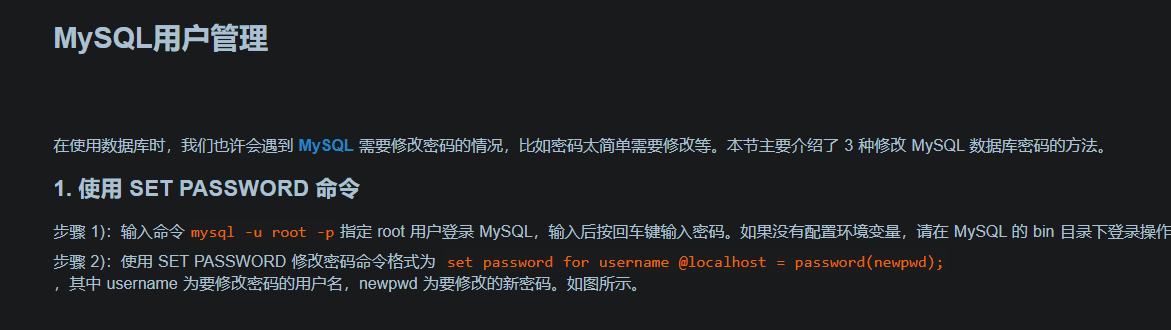 MySQL用户管理
在使用数据库时，我们也许会遇到 MySQL 需要修改密码的情况，比如密码太简单需要修改等。本节主要介绍了 3 种修改 MySQL 数据库密码的方法。
1. 使用 SET PASSWORD 命令
步骤 1)：输入命令 mysql -u root -p 指定 root 用户登录 MySQL，输入后按回车键输入密码。如果没有配置环境变量，请在 MySQL 的 bin 目录下登录操作
步骤 2)：使用 SET PASSWORD 修改密码命令格式为 set password for username @localhost = password(newpwd);
，其中 username 为要修改密码的用户名，newpwd 为要修改的新密码。如图所示。